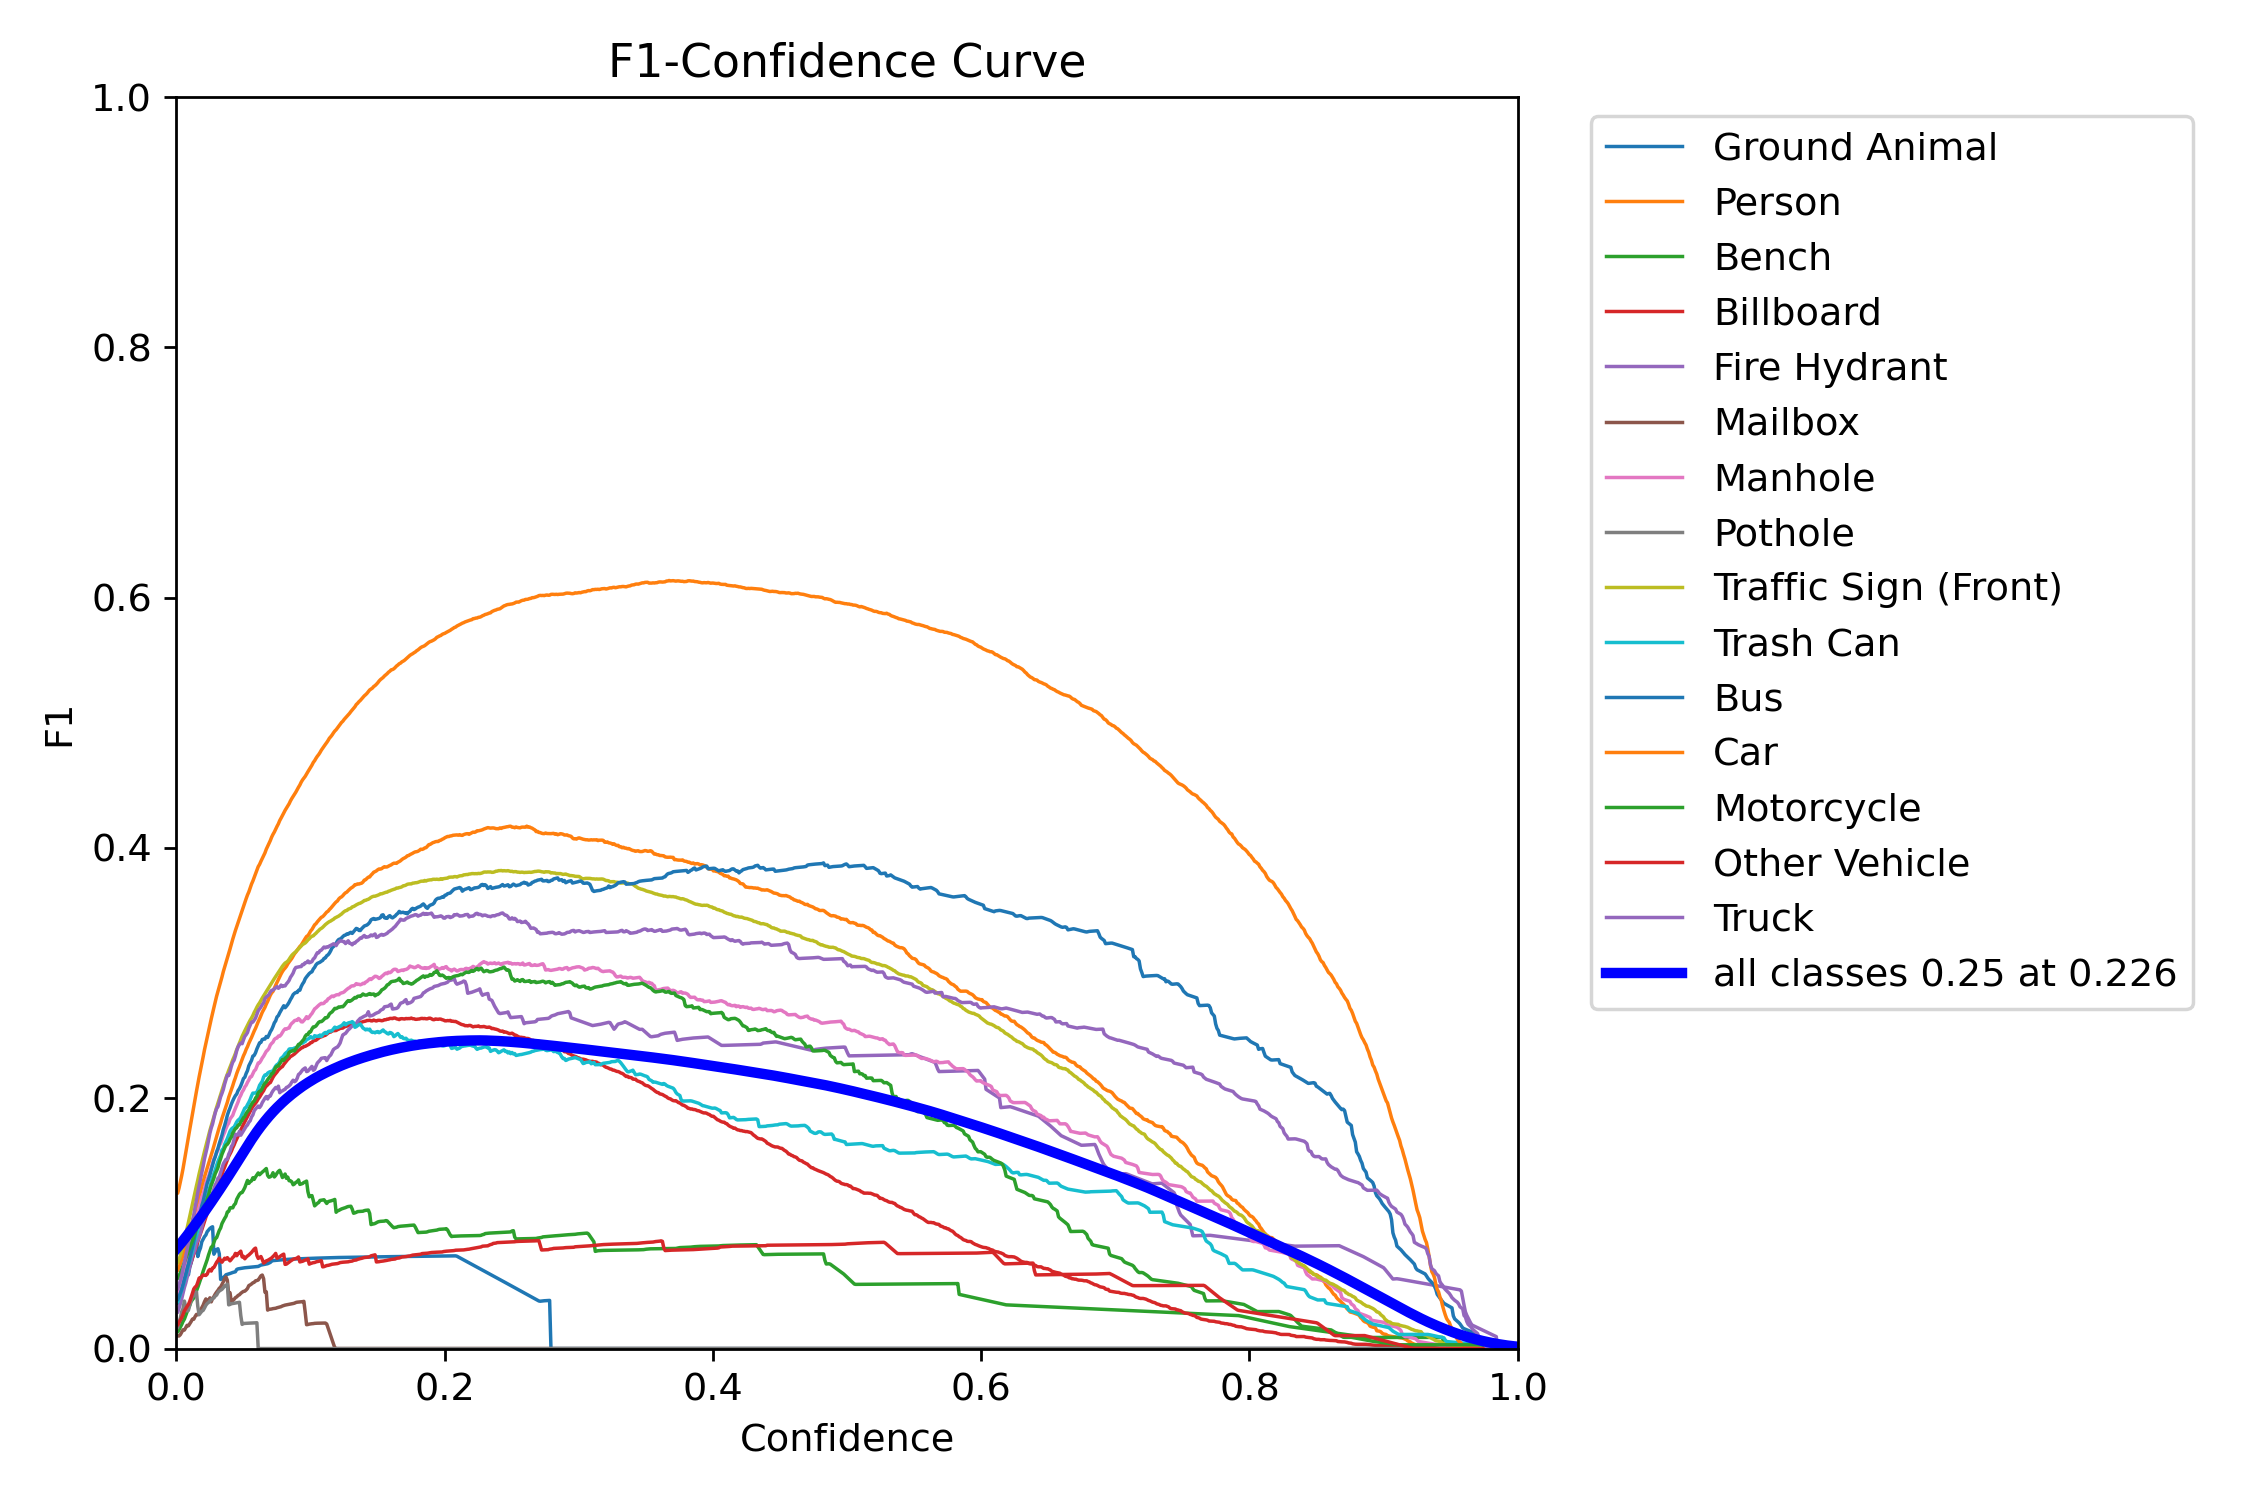 F1-Confidence Curve
1.0
0.8
0.6
0.4
0.2
0.0
F1
0.0 0.2 0.4 0.6 0.8 1.0
Confidence
Ground Animal
Person
Bench
Billboard
Fire Hydrant
Mailbox
Manhole
Pothole
Traffic Sign (Front)
Trash Can
Bus
Car
Motorcycle
Other Vehicle
Truck
all classes 0.25 at 0.226